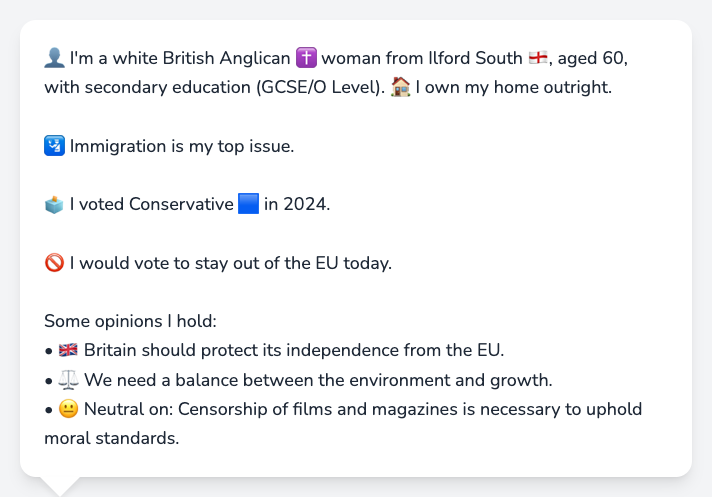 👤 I'm a white British Anglican ✝️ woman from Ilford South 🏴󠁧󠁢󠁥󠁮󠁧󠁿, aged 60,
with secondary education (GCSE/O Level). 🏠 I own my home outright.
🛂 Immigration is my top issue.
🗳️ I voted Conservative 🟦 in 2024.
🚫 I would vote to stay out of the EU today.
Some opinions I hold:
• 🇬🇧 Britain should protect its independence from the EU.
• ⚖️ We need a balance between the environment and growth.
• 😐 Neutral on: Censorship of films and magazines is necessary to uphold
moral standards.